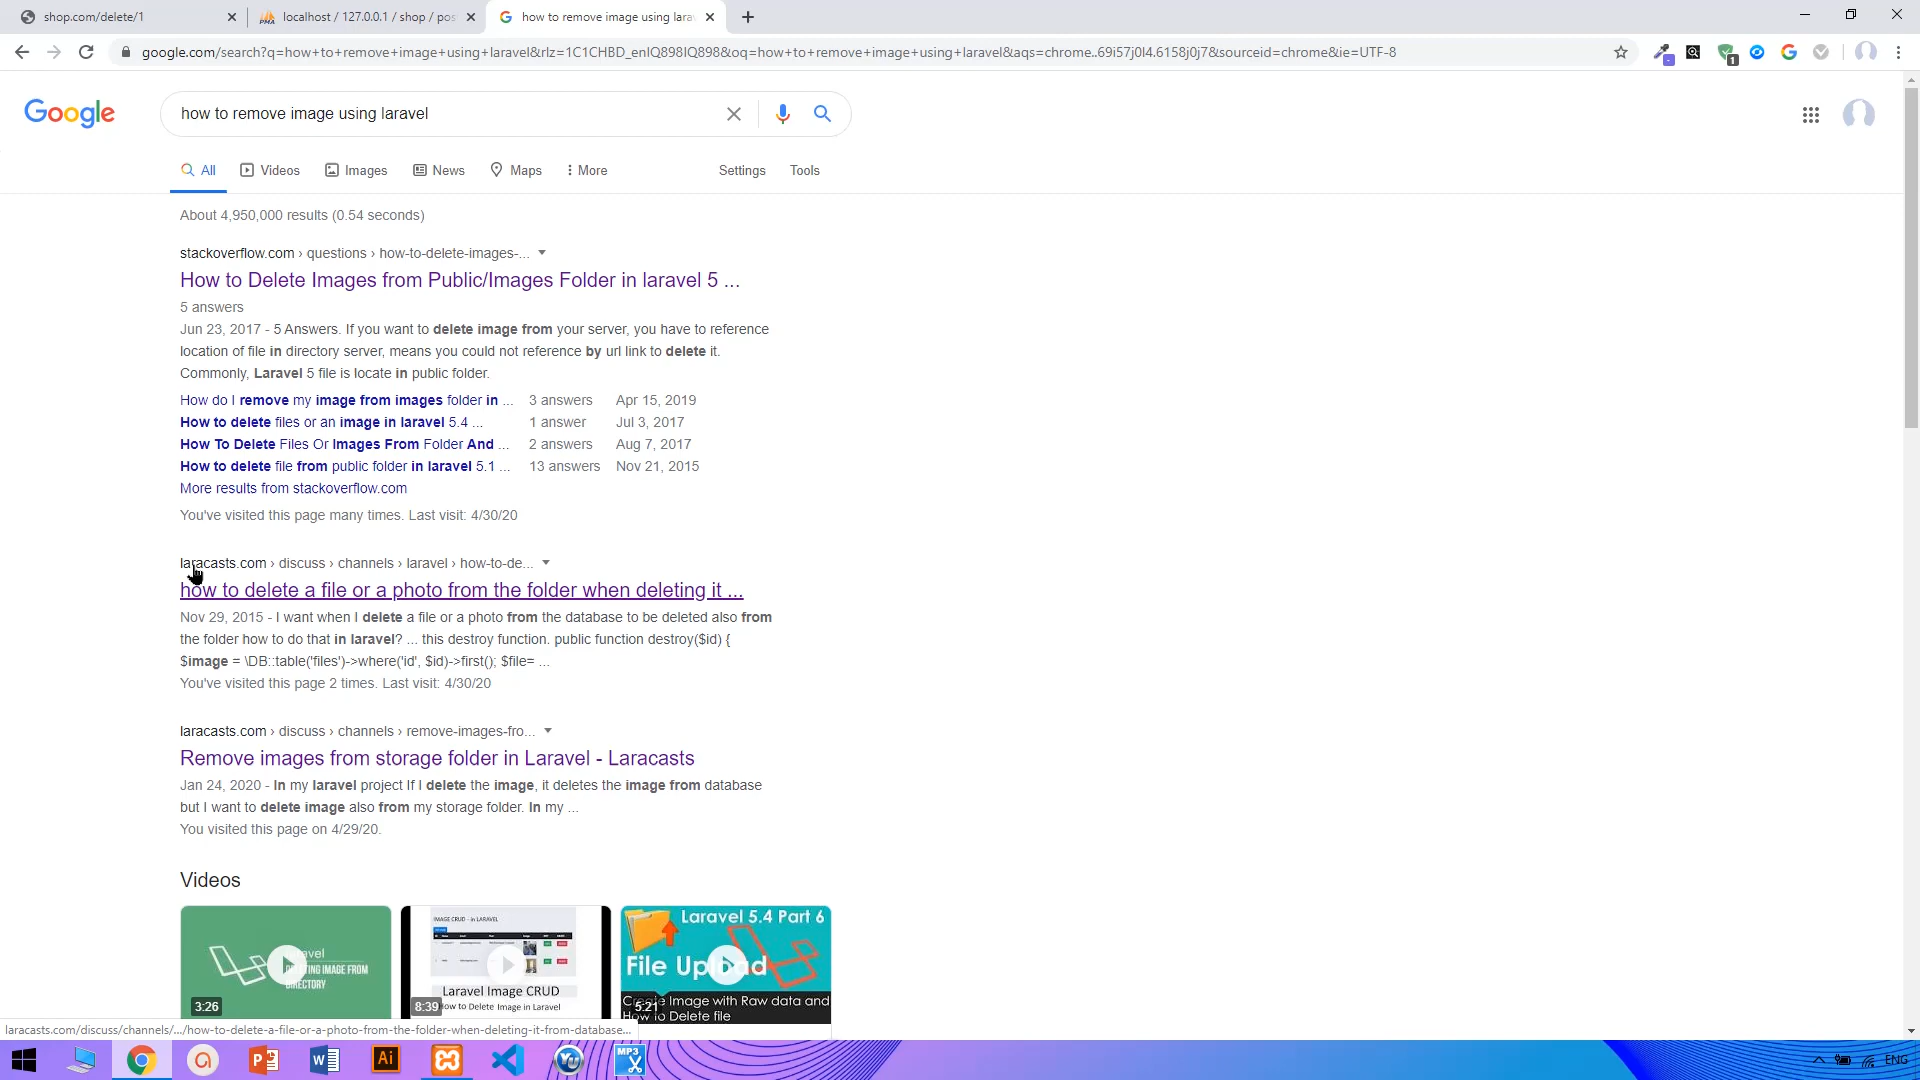 shop.com/delete/1
localhost / 127.0.0.1 / shop / pos
how to remove image using lara
google.com/search?q=how+to+remove+image+using+laravel&rlz=1C1CHBD_enIQ898IQ898&oq=how+to+remove+image+using+laravel&aqs=chrome..69i57j0l4.6158j0j7&sourceid=chrome&ie=UTF-8
1
Google
how to remove image using laravel
All
Videos
Images
News
Maps
More
Settings
Tools
About 4,950,000 results (0.54 seconds)
stackoverflow.com › questions › how-to-delete-images-...
How to Delete Images from Public/Images Folder in laravel 5 ...
5 answers
Jun 23, 2017 - 5 Answers. If you want to delete image from your server, you have to reference
location of file in directory server, means you could not reference by url link to delete it.
Commonly, Laravel 5 file is locate in public folder.
How do I remove my image from images folder in ... 3 answers Apr 15, 2019
How to delete files or an image in laravel 5.4 ... 1 answer Jul 3, 2017
How To Delete Files Or Images From Folder And ... 2 answers Aug 7, 2017
How to delete file from public folder in laravel 5.1 ... 13 answers Nov 21, 2015
More results from stackoverflow.com
You've visited this page many times. Last visit: 4/30/20
laracasts.com › discuss › channels › laravel › how-to-de...
how to delete a file or a photo from the folder when deleting it ...
Nov 29, 2015 - I want when I delete a file or a photo from the database to be deleted also from
the folder how to do that in laravel? ... this destroy function. public function destroy($id) {
$image = \DB::table('files')->where('id', $id)->first(); $file= ...
You've visited this page 2 times. Last visit: 4/30/20
laracasts.com › discuss › channels › remove-images-fro...
Remove images from storage folder in Laravel - Laracasts
Jan 24, 2020 - In my laravel project If I delete the image, it deletes the image from database
but I want to delete image also from my storage folder. In my ...
You visited this page on 4/29/20.
Videos
DELETING IMAGE FROM
DIRECTORY
3:26
IMAGE CRUD - in LARAVEL
Laravel Image CRUD
How to Delete Image in Laravel
8:39
Laravel 5.4 Part 6
File Upload
Create Image with Raw data and
How to Delete file
5:21
laracasts.com/discuss/channels/.../how-to-delete-a-file-or-a-photo-from-the-folder-when-deleting-it-from-database...
Ai
MP3
ENG